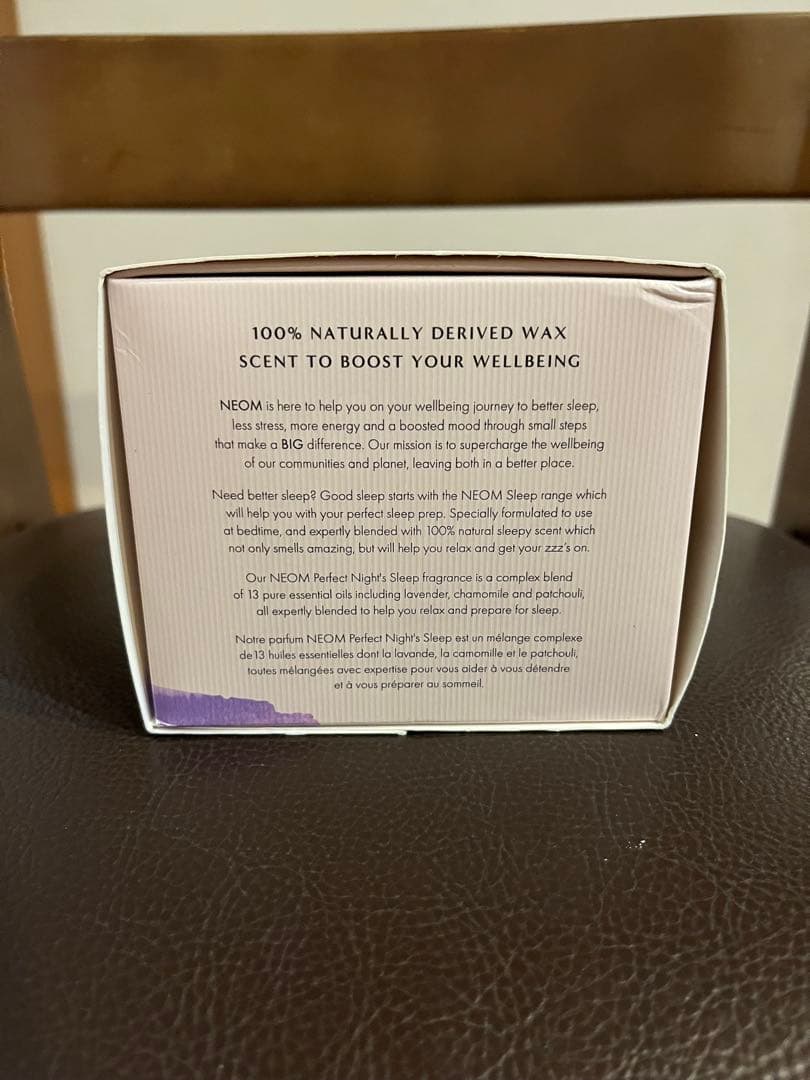 100% NATURALLY DERIVED WAX
SCENT TO BOOST YOUR WELLBEING
NEOM is here to help you on your wellbeing journey to better sleep,
less stress, more energy and a boosted mood through small steps
that make a BIG difference. Our mission is to supercharge the wellbeing
of our communities and planet, leaving both in a better place.
Need better sleep? Good sleep starts with the NEOM Sleep range which
will help you with your perfect sleep prep. Specially formulated to use
at bedtime, and expertly blended with 100% natural sleepy scent which
not only smells amazing, but will help you relax and get your zzz's on.
Our NEOM Perfect Night's Sleep fragrance is a complex blend
of 13 pure essential oils including lavender, chamomile and patchouli,
all expertly blended to help you relax and prepare for sleep.
Notre parfum NEOM Perfect Night's Sleep est un mélange complexe
de 13 huiles essentielles dont la lavande, la camomille et le patchouli,
toutes mélangées avec expertise pour vous aider à vous détendre
et à vous préparer au sommeil.